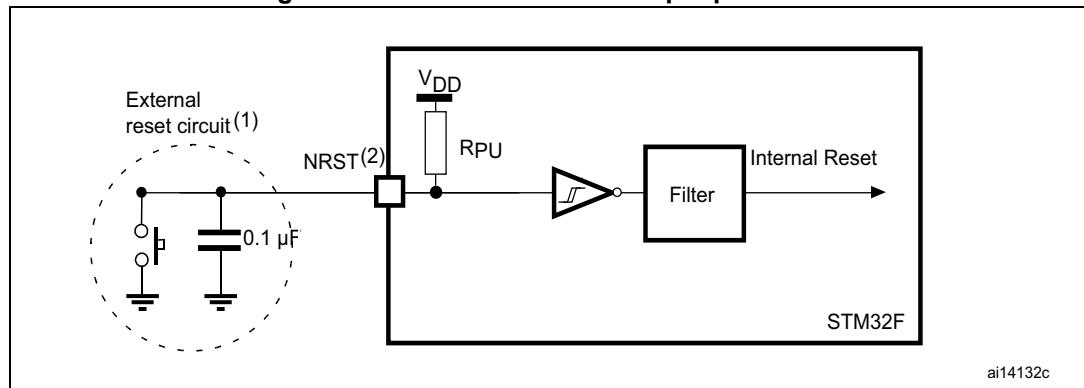 External
reset circuit(1)
NRST(2)
VDD
RPU
Internal Reset
Filter
0.1 µF
STM32F
ai14132c